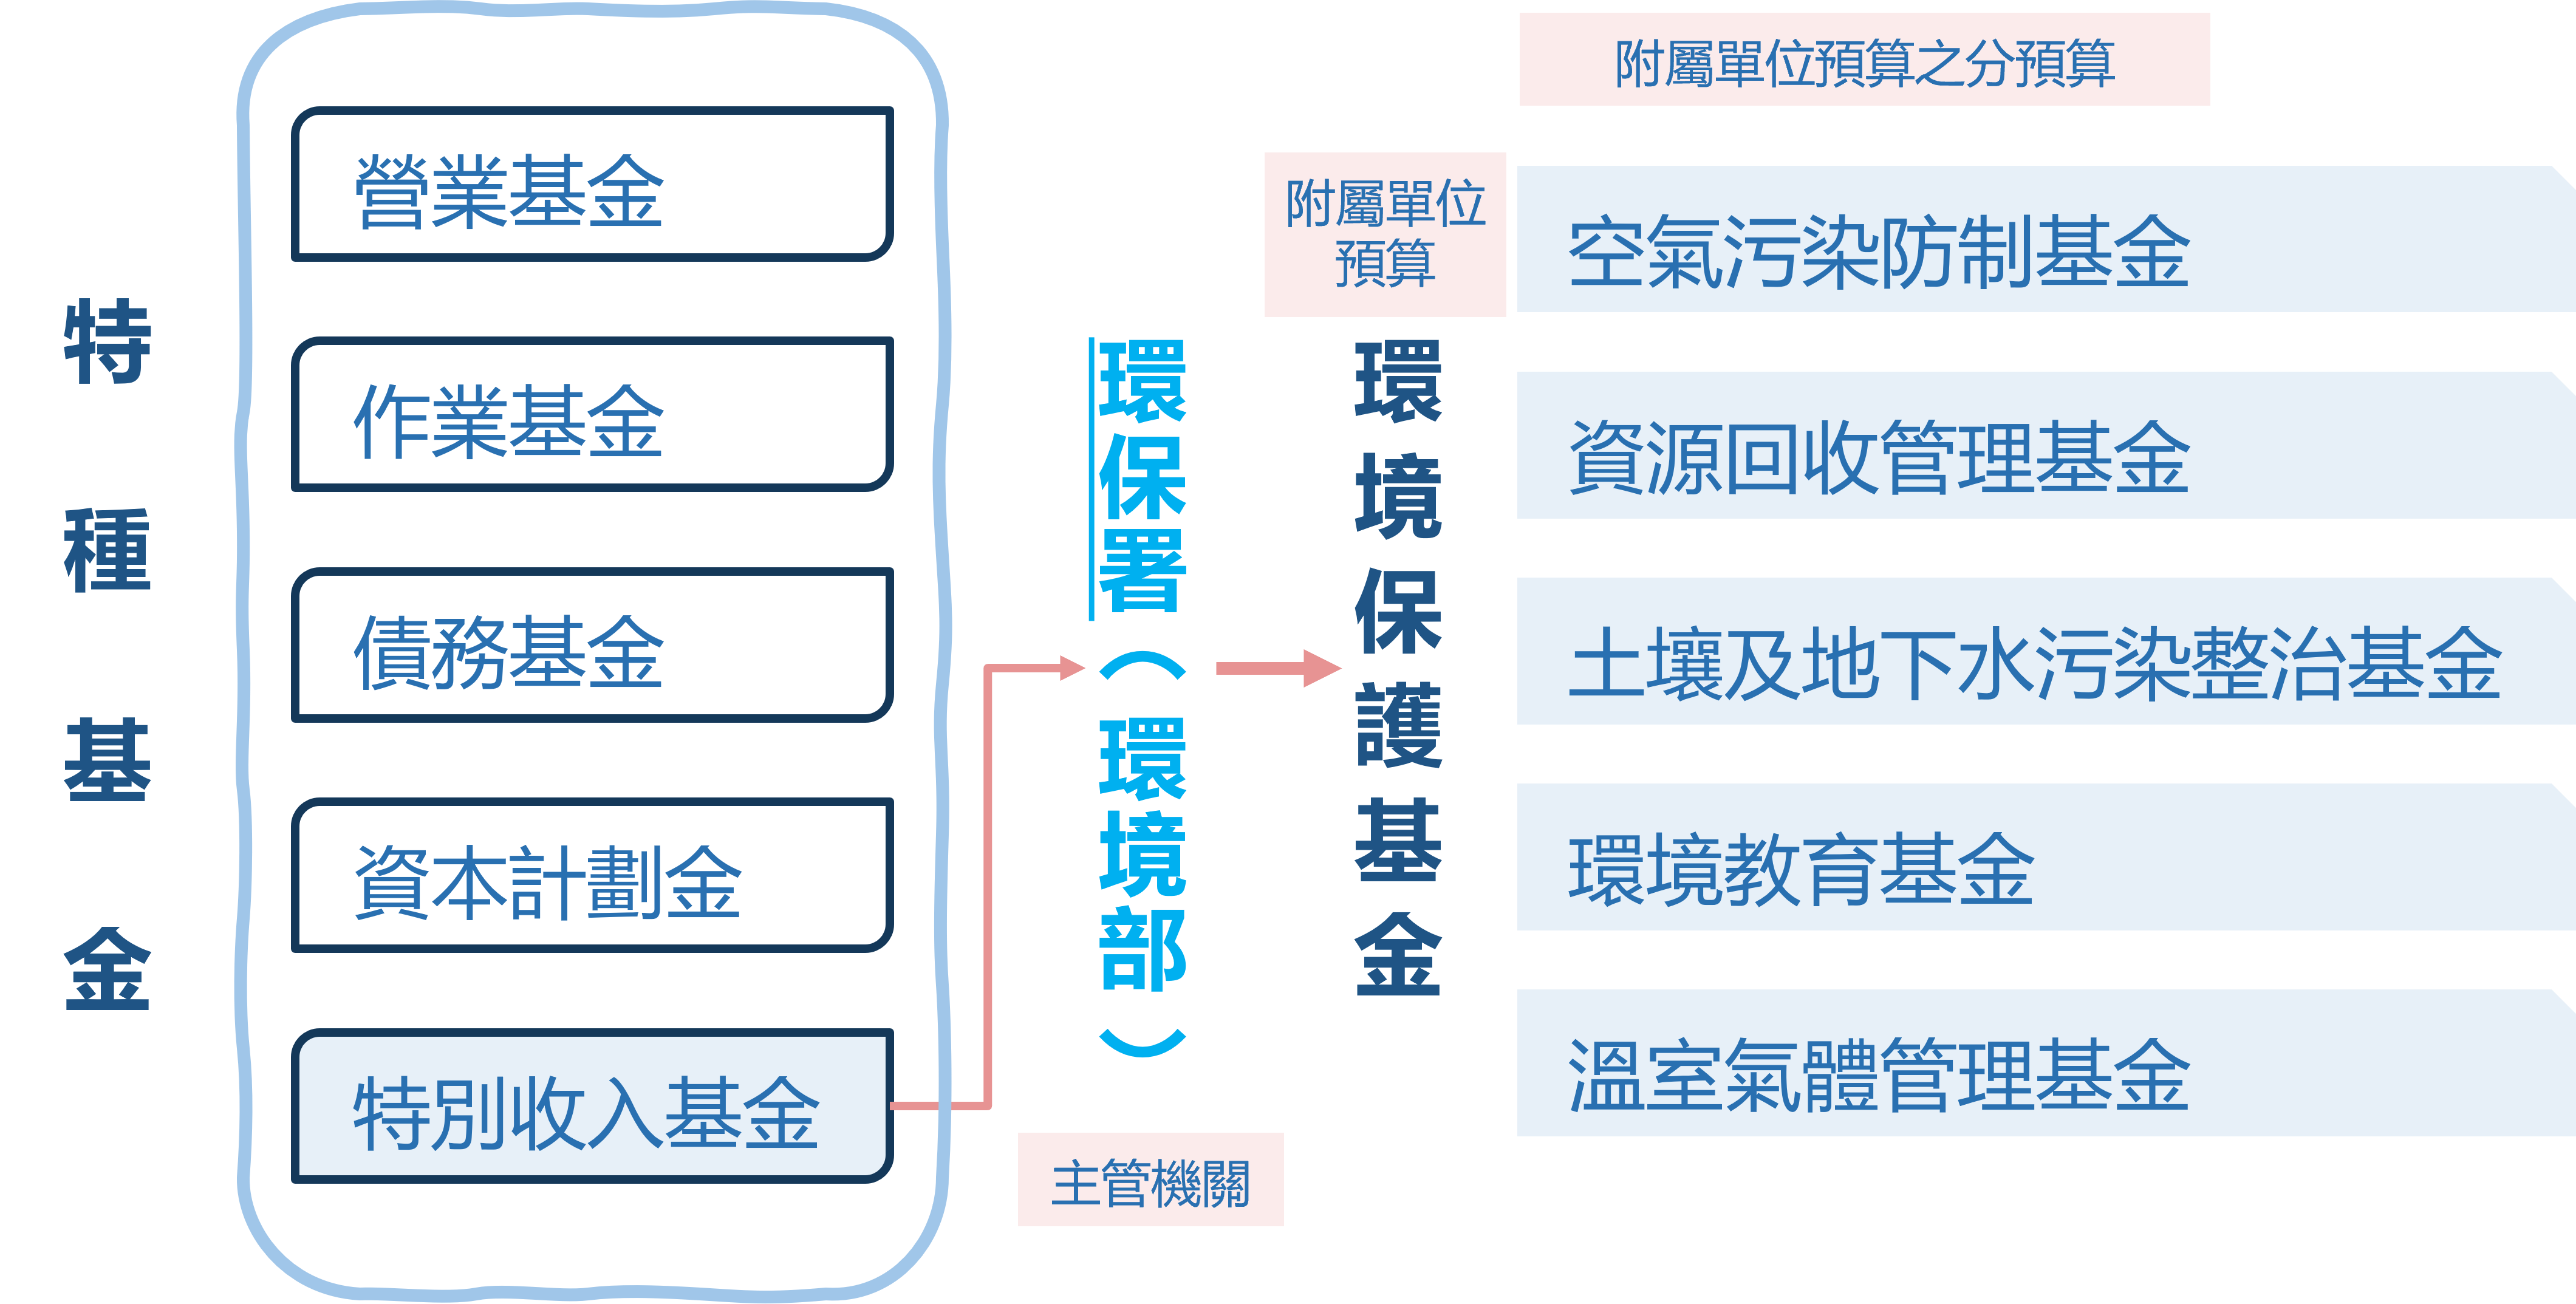 特種基金
營業基金
作業基金
債務基金
資本計劃金
特別收入基金
環保署（環境部）
主管機關
附屬單位
預算
環境保護基金
附屬單位預算之分預算
空氣污染防制基金
資源回收管理基金
土壤及地下水污染整治基金
環境教育基金
溫室氣體管理基金